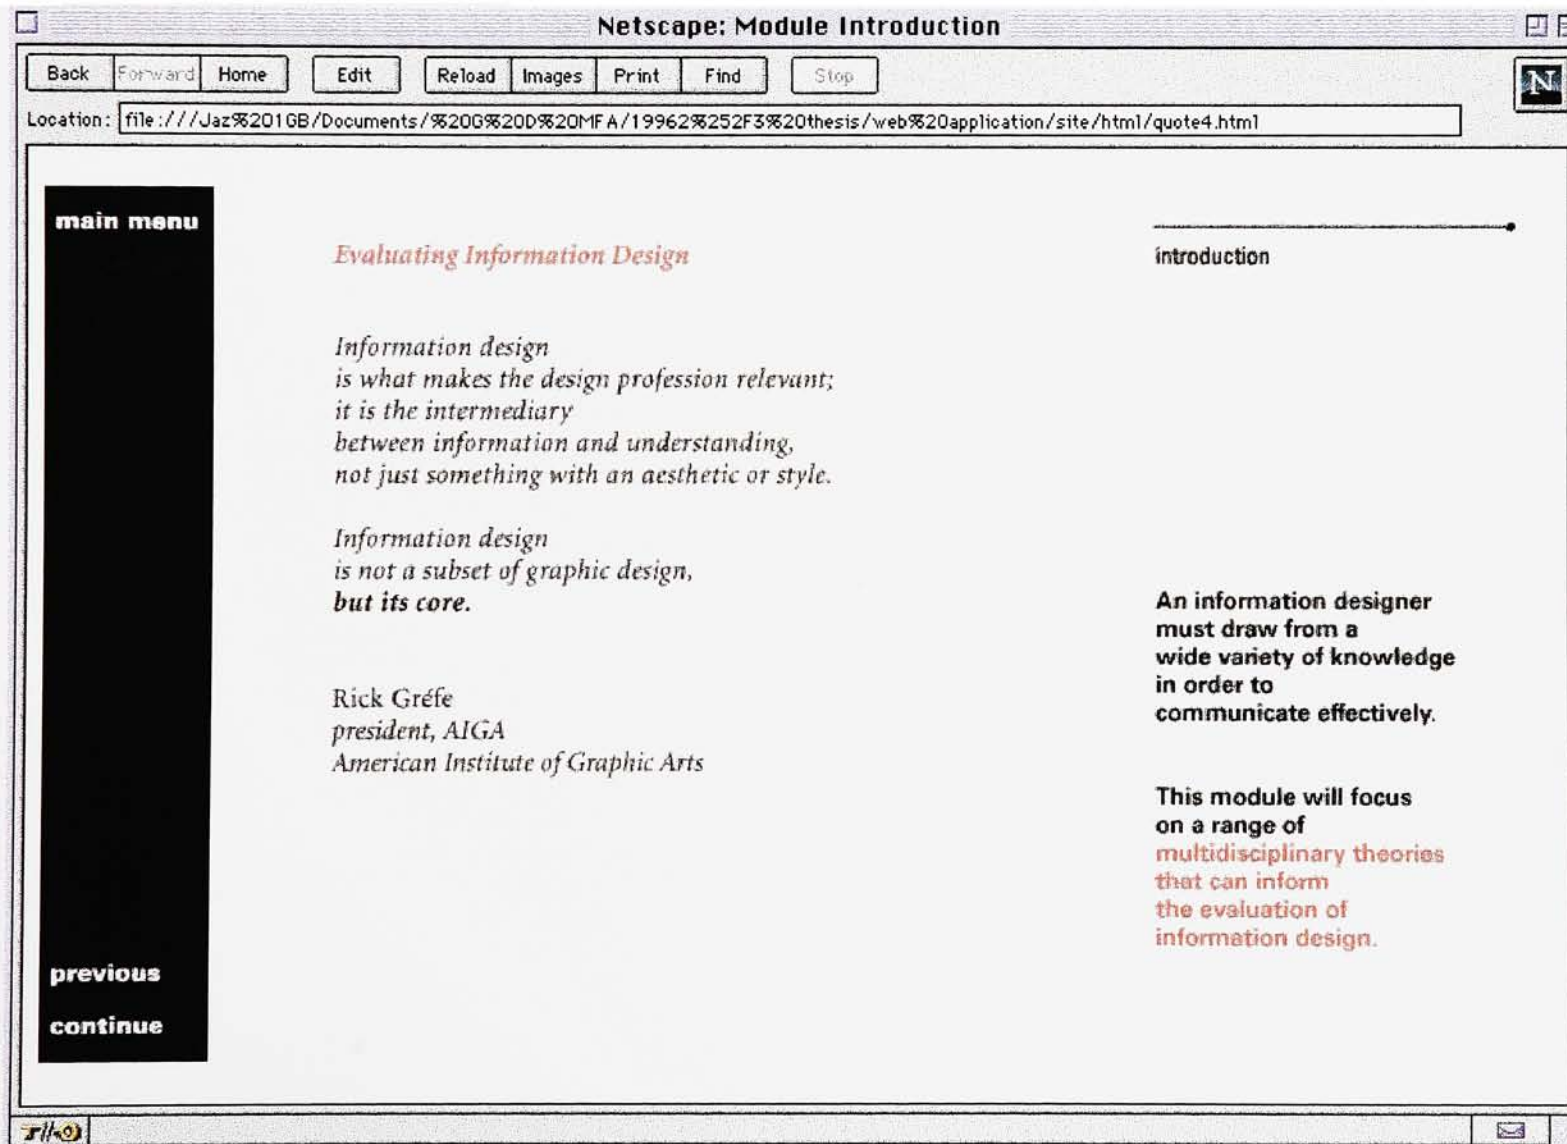 Netscape: Module Introduction
Back Forward Home Edit Reload Images Print Find Stop
N
Location: file:///Jaz%201GB/Documents/%20G%20D%20MFA/19962%252F3%20thesis/web%20application/site/html/quote4.html
main menu
Evaluating Information Design
Information design
is what makes the design profession relevant;
it is the intermediary
between information and understanding,
not just something with an aesthetic or style.
Information design
is not a subset of graphic design,
but its core.
Rick Gréfe
president, AIGA
American Institute of Graphic Arts
introduction
An information designer
must draw from a
wide variety of knowledge
in order to
communicate effectively.
This module will focus
on a range of
multidisciplinary theories
that can inform
the evaluation of
information design.
previous
continue